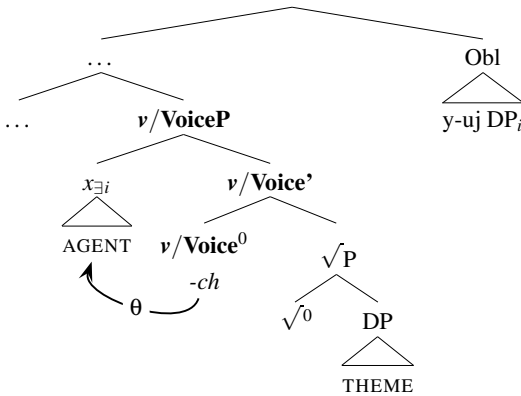 … Obl
… v/VoiceP y-uj DPᵢ
x∃i v/Voice’
AGENT v/Voice⁰ √P
-ch
θ √⁰ DP
THEME